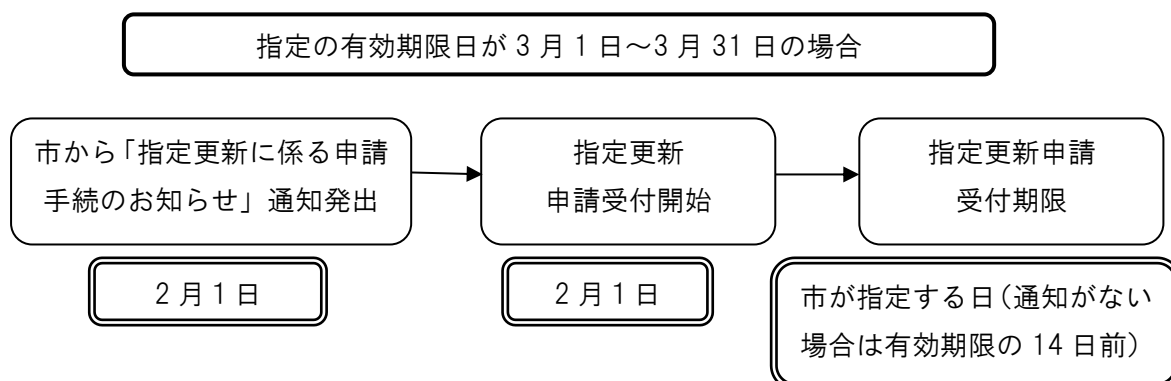 指定の有効期限日が３月１日～３月31日の場合
市から「指定更新に係る申請
手続のお知らせ」通知発出
指定更新
申請受付開始
指定更新申請
受付期限
２月１日
２月１日
市が指定する日（通知がない
場合は有効期限の14日前）